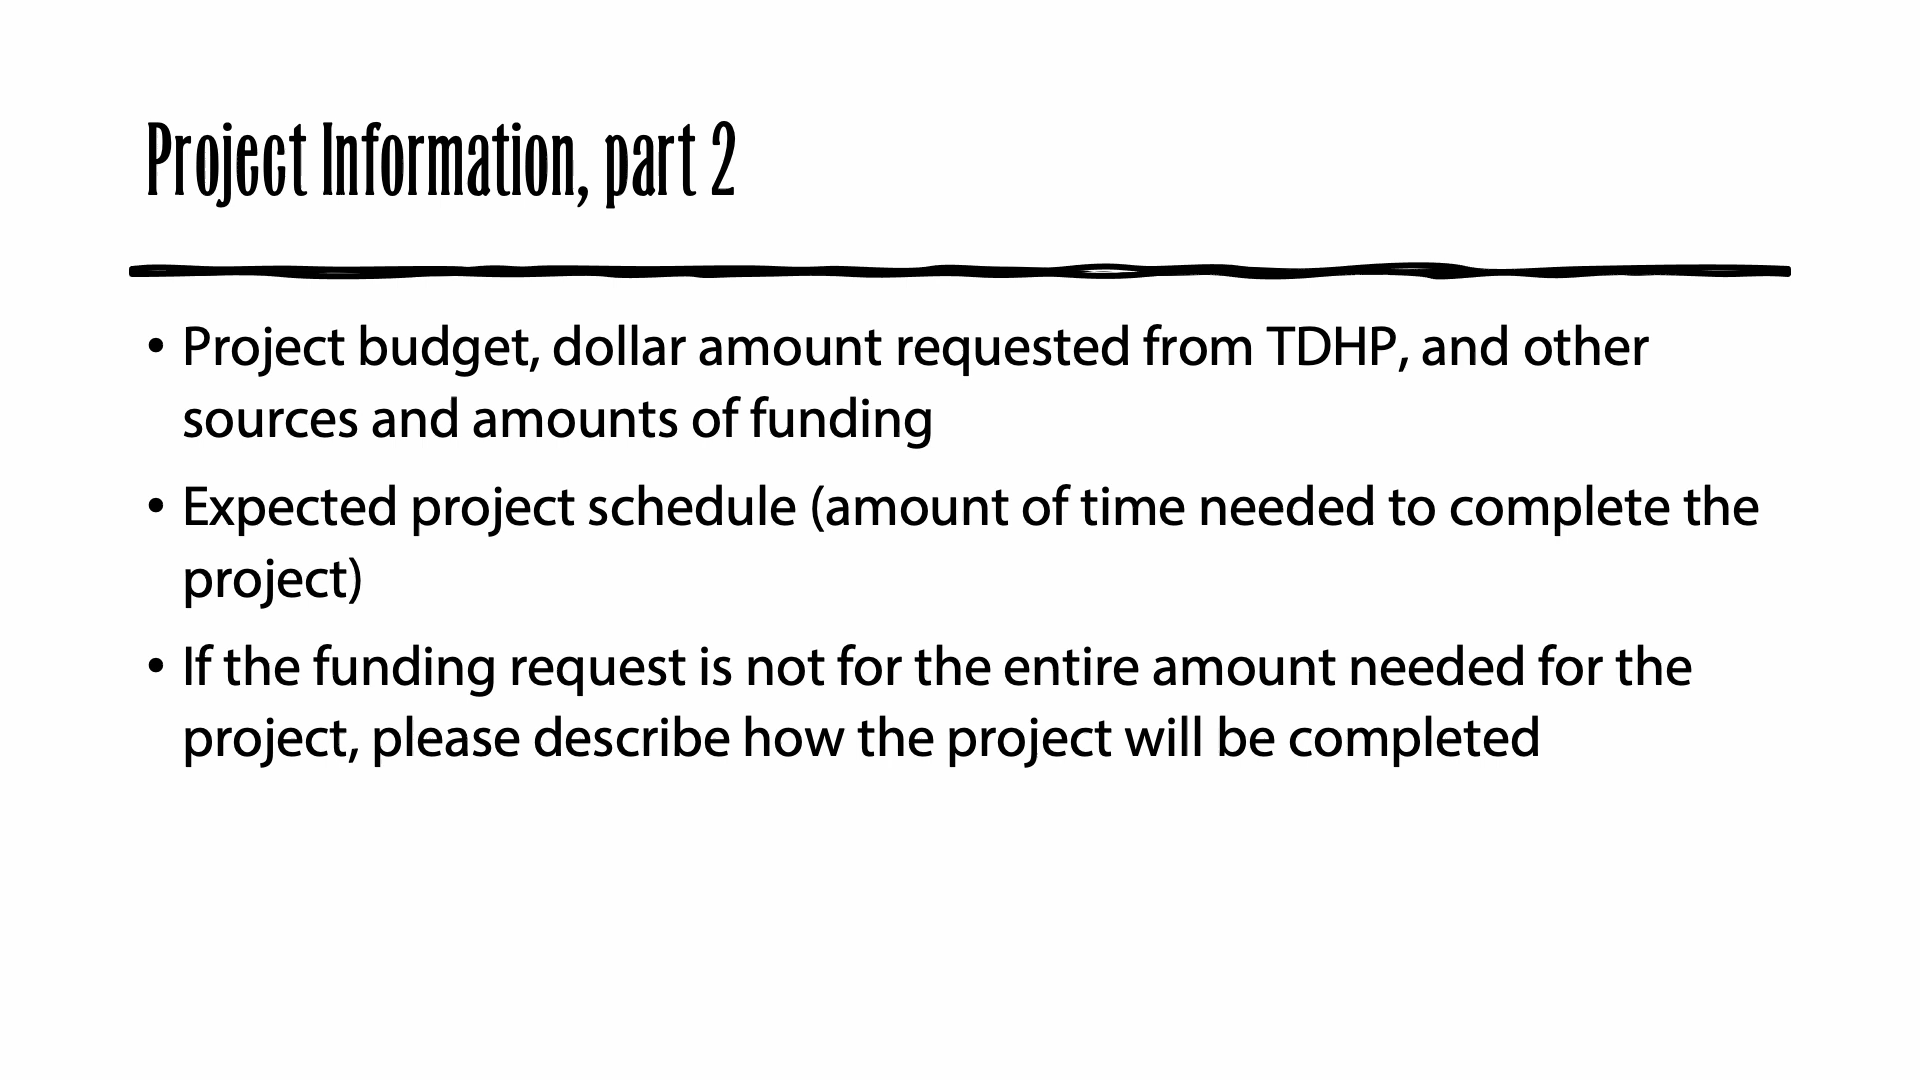 Project Information, part 2
• Project budget, dollar amount requested from TDHP, and other
sources and amounts of funding
• Expected project schedule (amount of time needed to complete the
project)
• If the funding request is not for the entire amount needed for the
project, please describe how the project will be completed